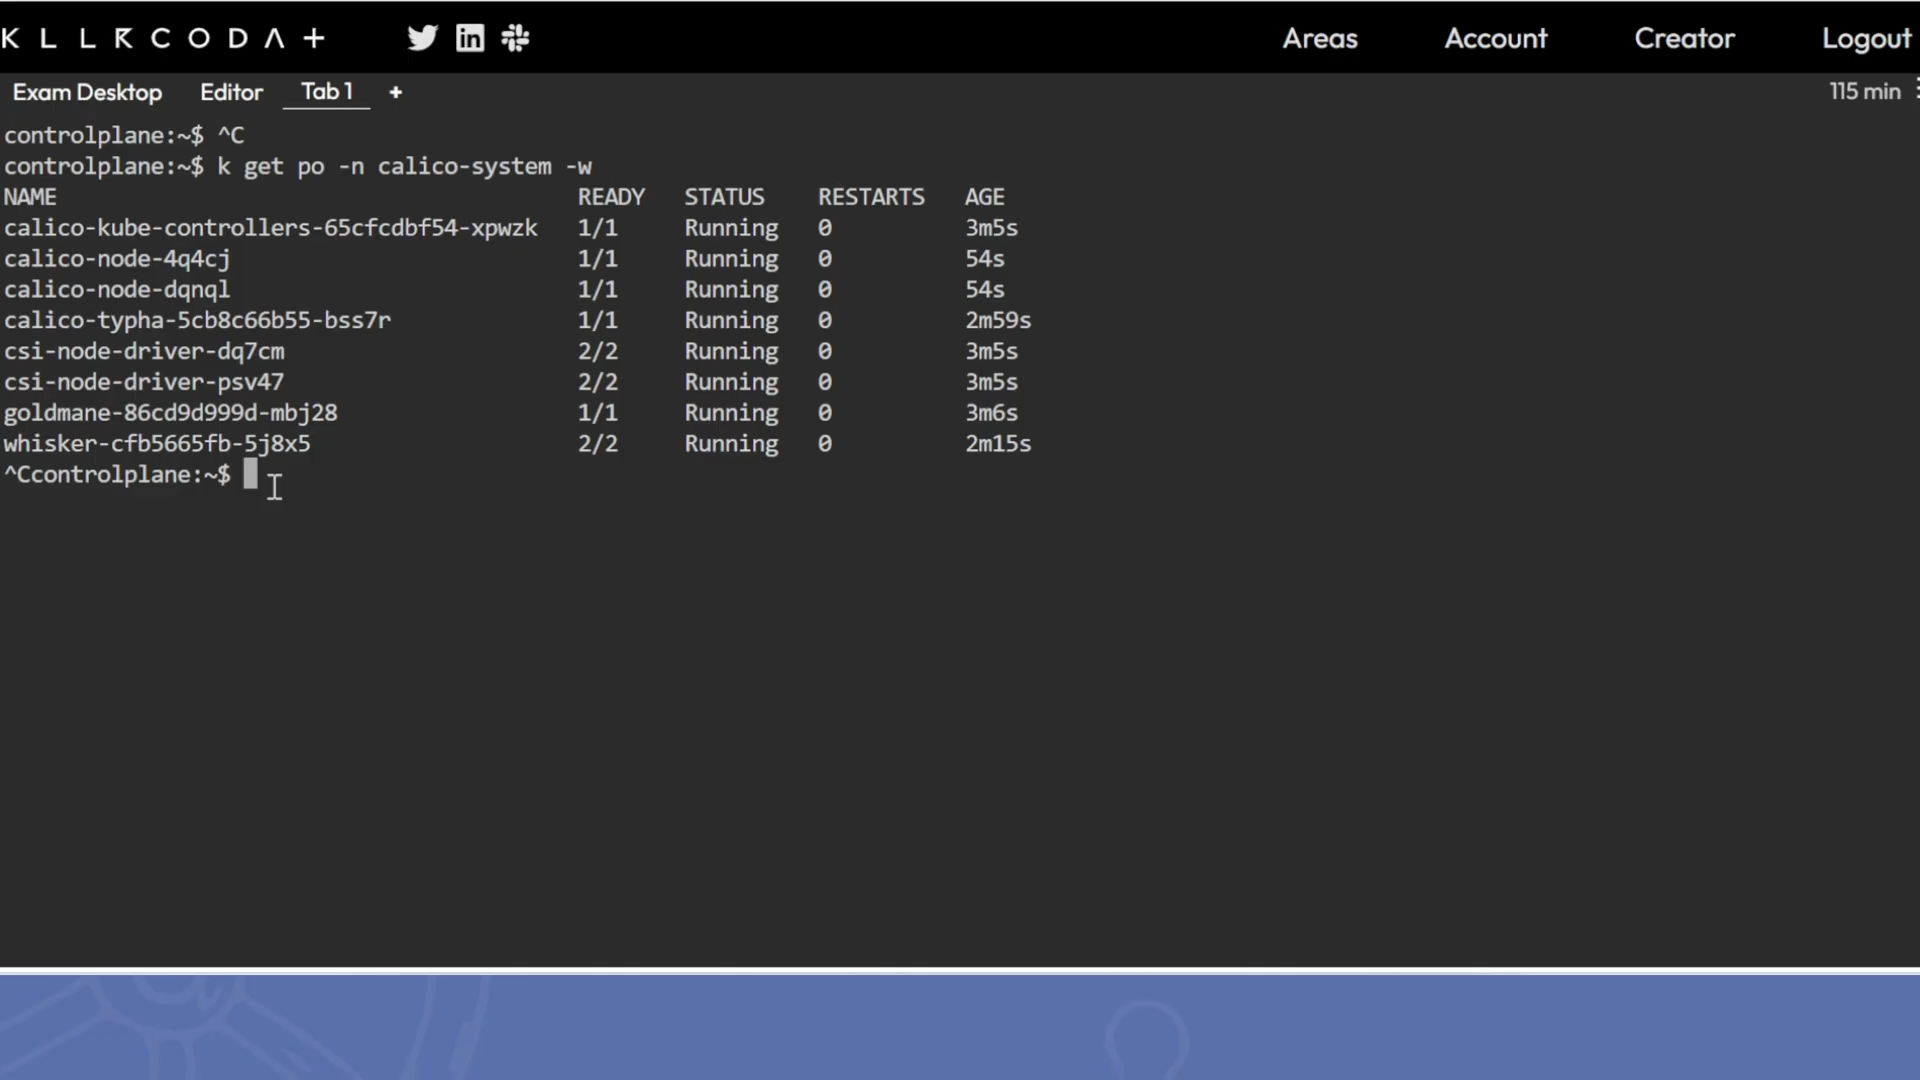 KLLRCODA+ Areas Account Creator Logout
Exam Desktop Editor Tab 1 + 115 min
controlplane:~$ ^C
controlplane:~$ k get po -n calico-system -w
NAME READY STATUS RESTARTS AGE
calico-kube-controllers-65cfcdbf54-xpwzk 1/1 Running 0 3m5s
calico-node-4q4cj 1/1 Running 0 54s
calico-node-dqnql 1/1 Running 0 54s
calico-typha-5cb8c66b55-bss7r 1/1 Running 0 2m59s
csi-node-driver-dq7cm 2/2 Running 0 3m5s
csi-node-driver-psv47 2/2 Running 0 3m5s
goldmane-86cd9d999d-mbj28 1/1 Running 0 3m6s
whisker-cfb5665fb-5j8x5 2/2 Running 0 2m15s
^Ccontrolplane:~$